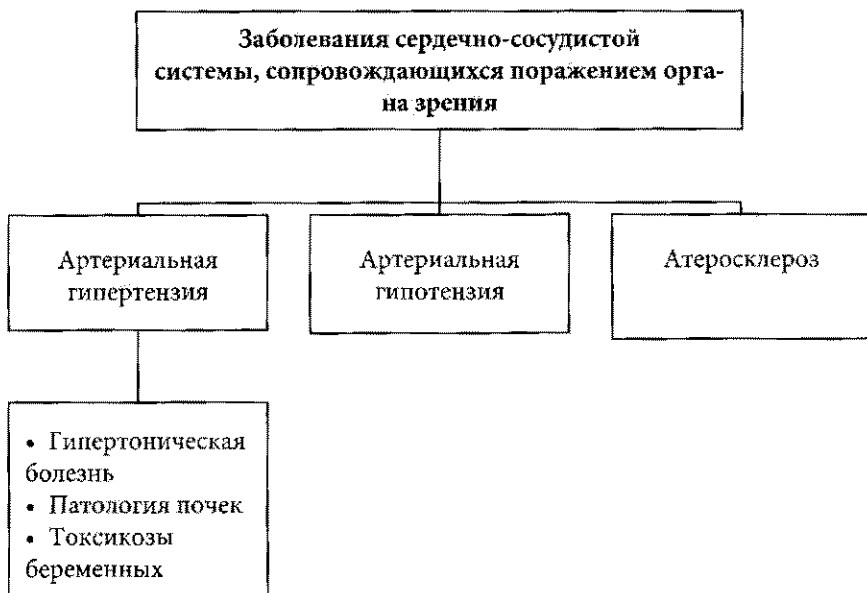 Заболевания сердечно-сосудистой
системы, сопровождающихся поражением орга-
на зрения
Артериальная
гипертензия
Артериальная
гипотензия
Атеросклероз
• Гипертоническая
болезнь
• Патология почек
• Токсикозы
беременных